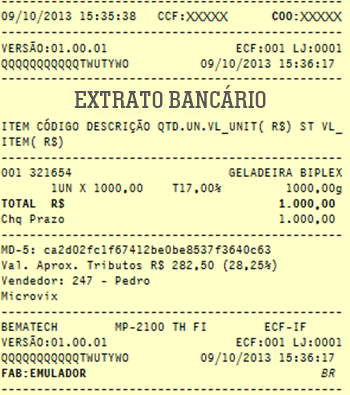 09/10/2013 15:35:38 CCF:XXXXX COO:XXXXX
VERSÃO:01.00.01 ECF:001 LJ:0001
QQQQQQQQQQTWUTYWO 09/10/2013 15:36:17
EXTRATO BANCÁRIO
ITEM CÓDIGO DESCRIÇÃO QTD.UN.VL_UNIT( R$) ST VL_
ITEM( R$)
001 321654 GELADEIRA BIPLEX
1UN X 1000,00 T17,00% 1000,00g
TOTAL R$ 1.000,00
Chq Prazo 1.000,00
MD-5: ca2d02fc1f67412be0be8537f3640c63
Val. Aprox. Tributos R$ 282,50 (28,25%)
Vendedor: 247 - Pedro
Microvix
BEMATECH MP-2100 TH FI ECF-IF
VERSÃO:01.00.01 ECF:001 LJ:0001
QQQQQQQQQQTWUTYWO 09/10/2013 15:36:17
FAB:EMULADOR BR